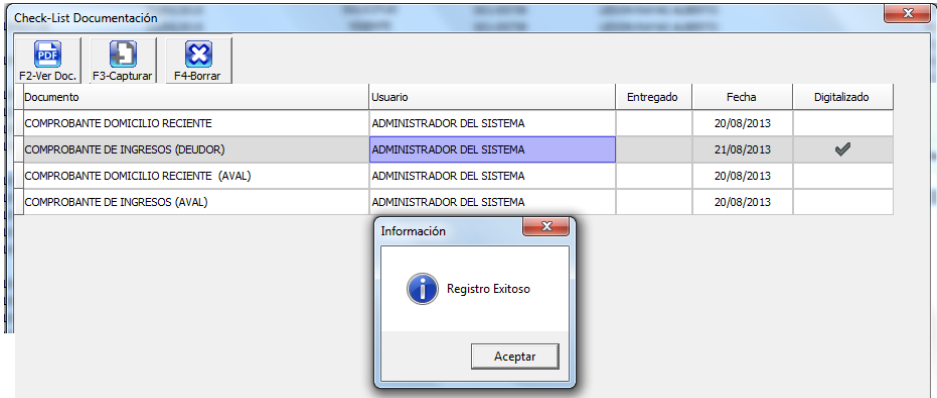 Check-List Documentación
PDF
F2-Ver Doc. F3-Capturar F4-Borrar
Documento Usuario Entregado Fecha Digitalizado
COMPROBANTE DOMICILIO RECIENTE ADMINISTRADOR DEL SISTEMA 20/08/2013
COMPROBANTE DE INGRESOS (DEUDOR) ADMINISTRADOR DEL SISTEMA 21/08/2013
COMPROBANTE DOMICILIO RECIENTE (AVAL) ADMINISTRADOR DEL SISTEMA 20/08/2013
COMPROBANTE DE INGRESOS (AVAL) ADMINISTRADOR DEL SISTEMA 20/08/2013
Información
Registro Exitoso
Aceptar